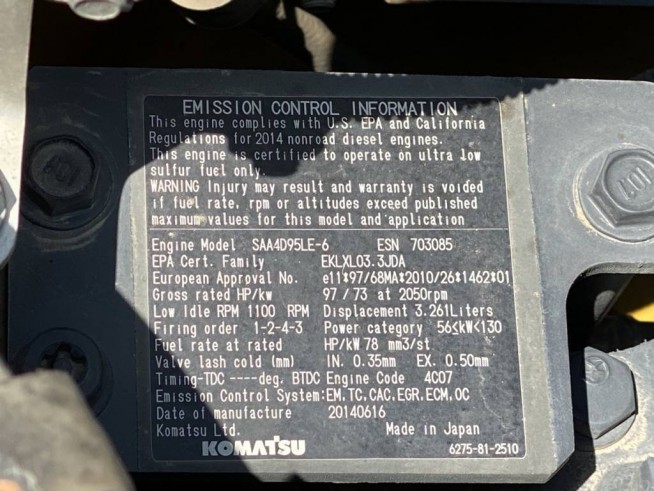 EMISSION CONTROL INFORMATION
This engine complies with U.S. EPA and California
Regulations for 2014 nonroad diesel engines.
This engine is certified to operate on ultra low
sulfur fuel only.
WARNING Injury may result and warranty is voided
if fuel rate, rpm or altitudes exceed published
maximum values for this model and application
Engine Model SAA4D95LE-6 ESN 703085
EPA Cert. Family EKLXL03.3JDA
European Approval No. e11*97/68MA*2010/26*1462*01
Gross rated HP/kw 97 / 73 at 2050rpm
Low Idle RPM 1100 RPM Displacement 3.261Liters
Firing order 1-2-4-3 Power category 56≤kW<130
Fuel rate at rated HP/kW 78 mm3/st
Valve lash cold (mm) IN. 0.35mm EX. 0.50mm
Timing-TDC ----deg. BTDC Engine Code 4C07
Emission Control System:EM,TC,CAC,EGR,ECM,OC
Date of manufacture 20140616
Komatsu Ltd. Made in Japan
KOMATSU 6275-81-2510